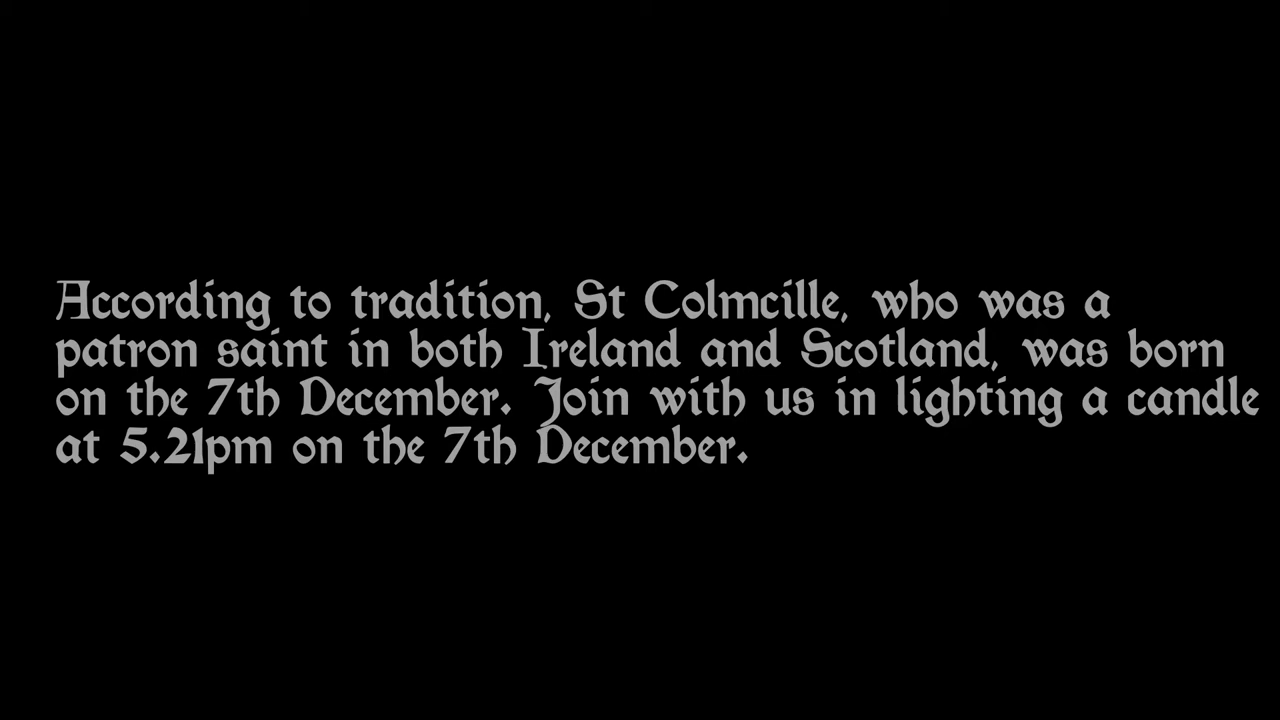 According to tradition, St Colmcille, who was a
patron saint in both Ireland and Scotland, was born
on the 7th December. Join with us in lighting a candle
at 5.21pm on the 7th December.